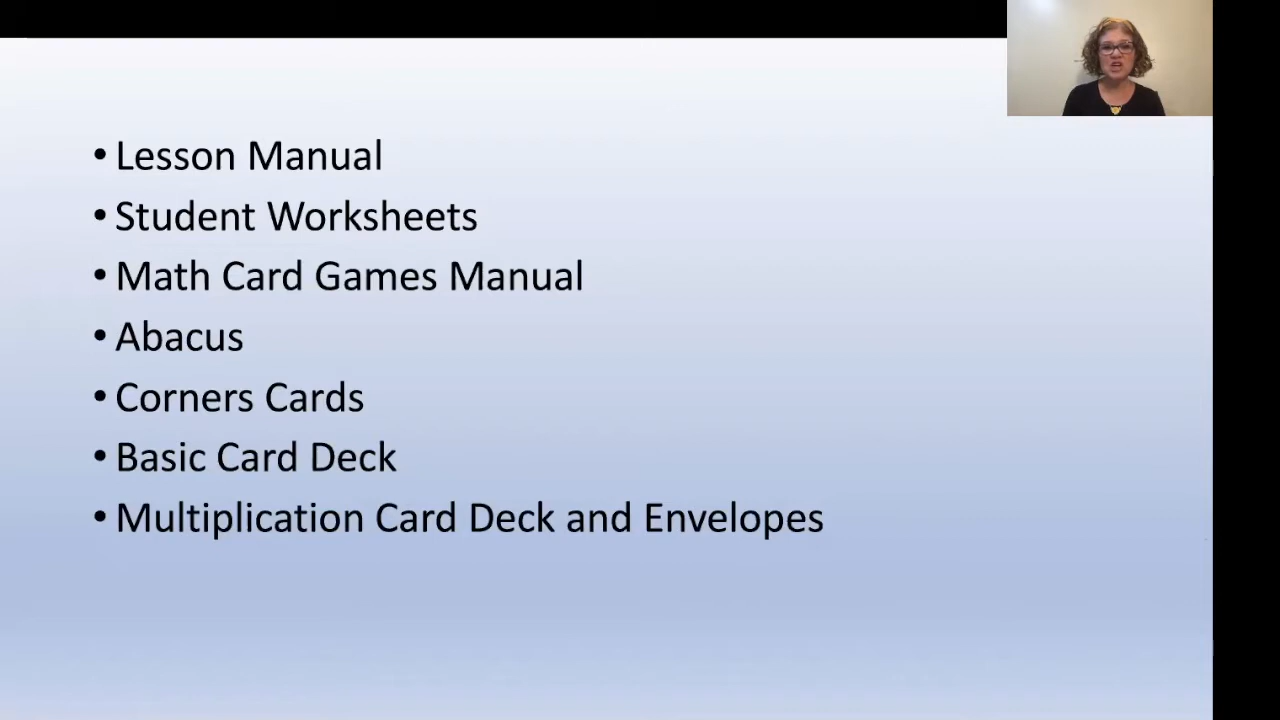 • Lesson Manual
• Student Worksheets
• Math Card Games Manual
• Abacus
• Corners Cards
• Basic Card Deck
• Multiplication Card Deck and Envelopes